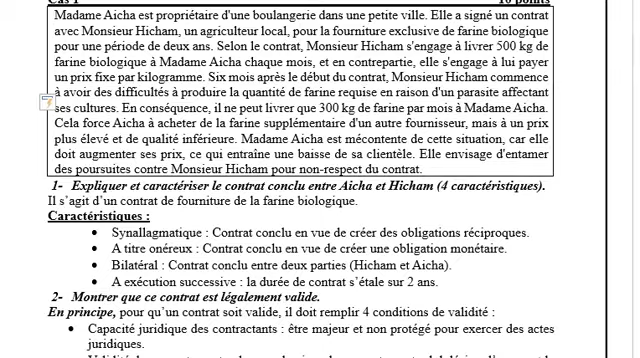 Cas 1 10 points
Madame Aicha est propriétaire d'une boulangerie dans une petite ville. Elle a signé un contrat
avec Monsieur Hicham, un agriculteur local, pour la fourniture exclusive de farine biologique
pour une période de deux ans. Selon le contrat, Monsieur Hicham s'engage à livrer 500 kg de
farine biologique à Madame Aicha chaque mois, et en contrepartie, elle s'engage à lui payer
un prix fixe par kilogramme. Six mois après le début du contrat, Monsieur Hicham commence
à avoir des difficultés à produire la quantité de farine requise en raison d'un parasite affectant
ses cultures. En conséquence, il ne peut livrer que 300 kg de farine par mois à Madame Aicha.
Cela force Aicha à acheter de la farine supplémentaire d'un autre fournisseur, mais à un prix
plus élevé et de qualité inférieure. Madame Aicha est mécontente de cette situation, car elle
doit augmenter ses prix, ce qui entraîne une baisse de sa clientèle. Elle envisage d'entamer
des poursuites contre Monsieur Hicham pour non-respect du contrat.
1- Expliquer et caractériser le contrat conclu entre Aicha et Hicham (4 caractéristiques).
Il s'agit d'un contrat de fourniture de la farine biologique.
Caractéristiques :
• Synallagmatique : Contrat conclu en vue de créer des obligations réciproques.
• A titre onéreux : Contrat conclu en vue de créer une obligation monétaire.
• Bilatéral : Contrat conclu entre deux parties (Hicham et Aicha).
• A exécution successive : la durée de contrat s'étale sur 2 ans.
2- Montrer que ce contrat est légalement valide.
En principe, pour qu'un contrat soit valide, il doit remplir 4 conditions de validité :
• Capacité juridique des contractants : être majeur et non protégé pour exercer des actes
juridiques.